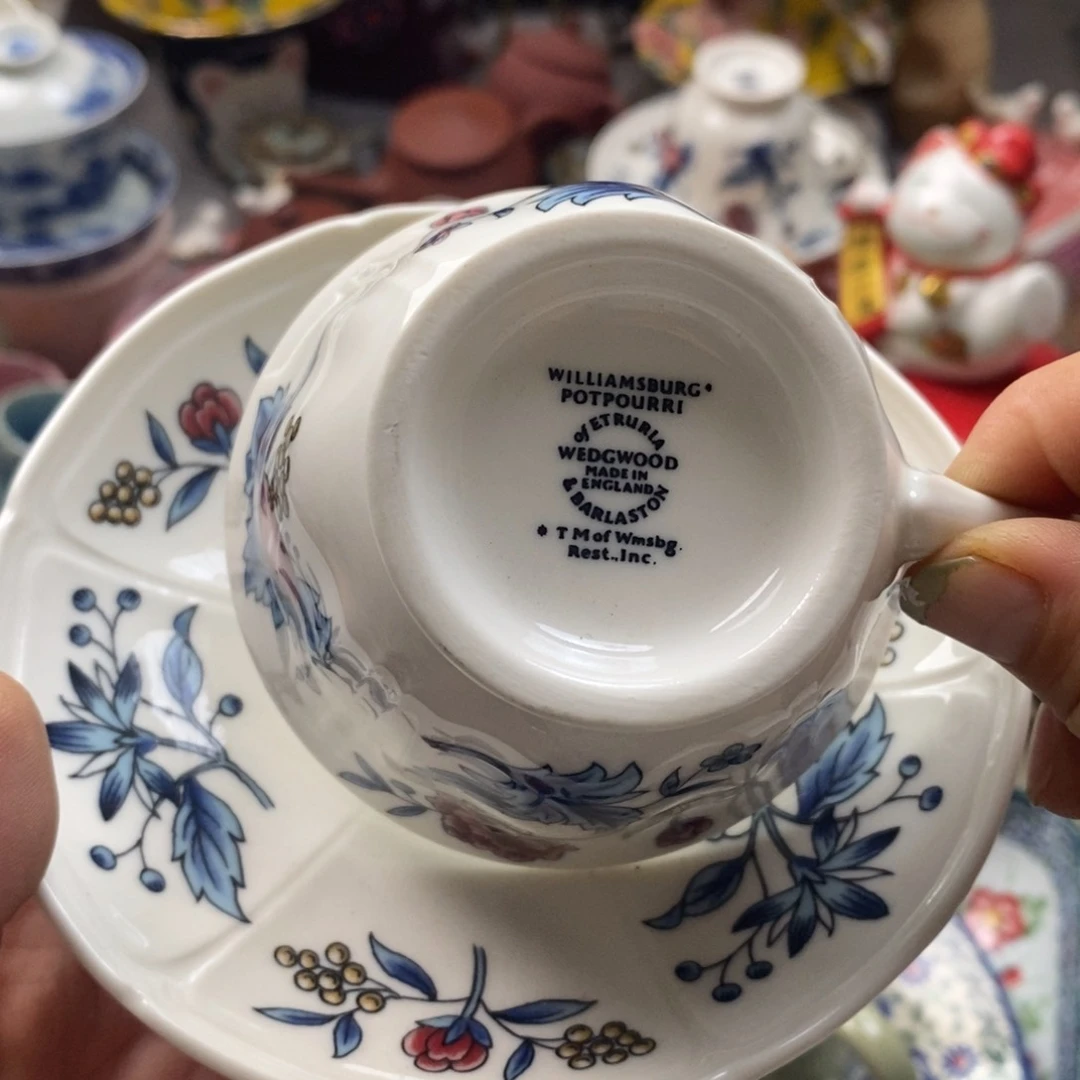 WILLIAMSBURG*
POTPOURRI
of ETRURIA
WEDGWOOD
MADE IN
ENGLAND
& BARLASTON
* T M of Wmsbg.
Rest., Inc.